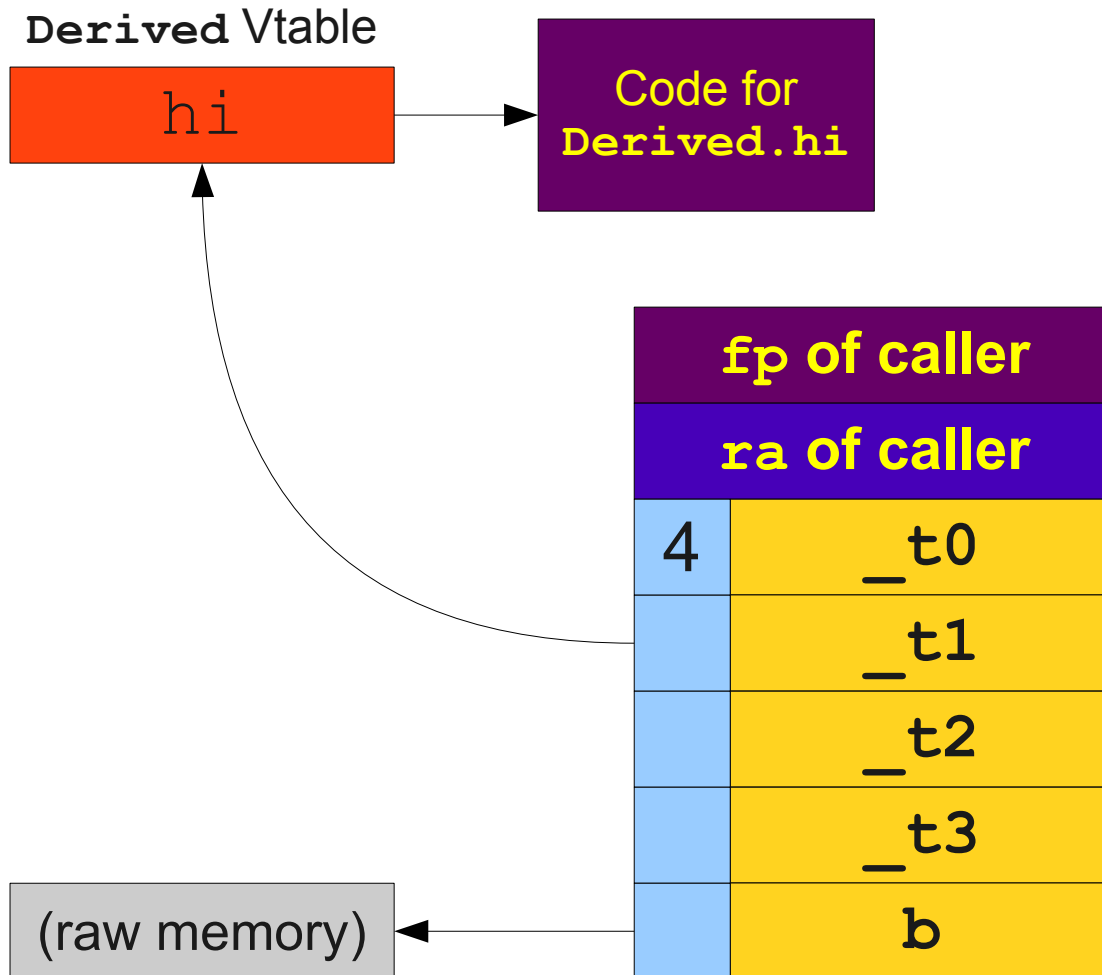 Derived Vtable
hi
Code for
Derived.hi
fp of caller
ra of caller
4 _t0
_t1
_t2
_t3
(raw memory) b